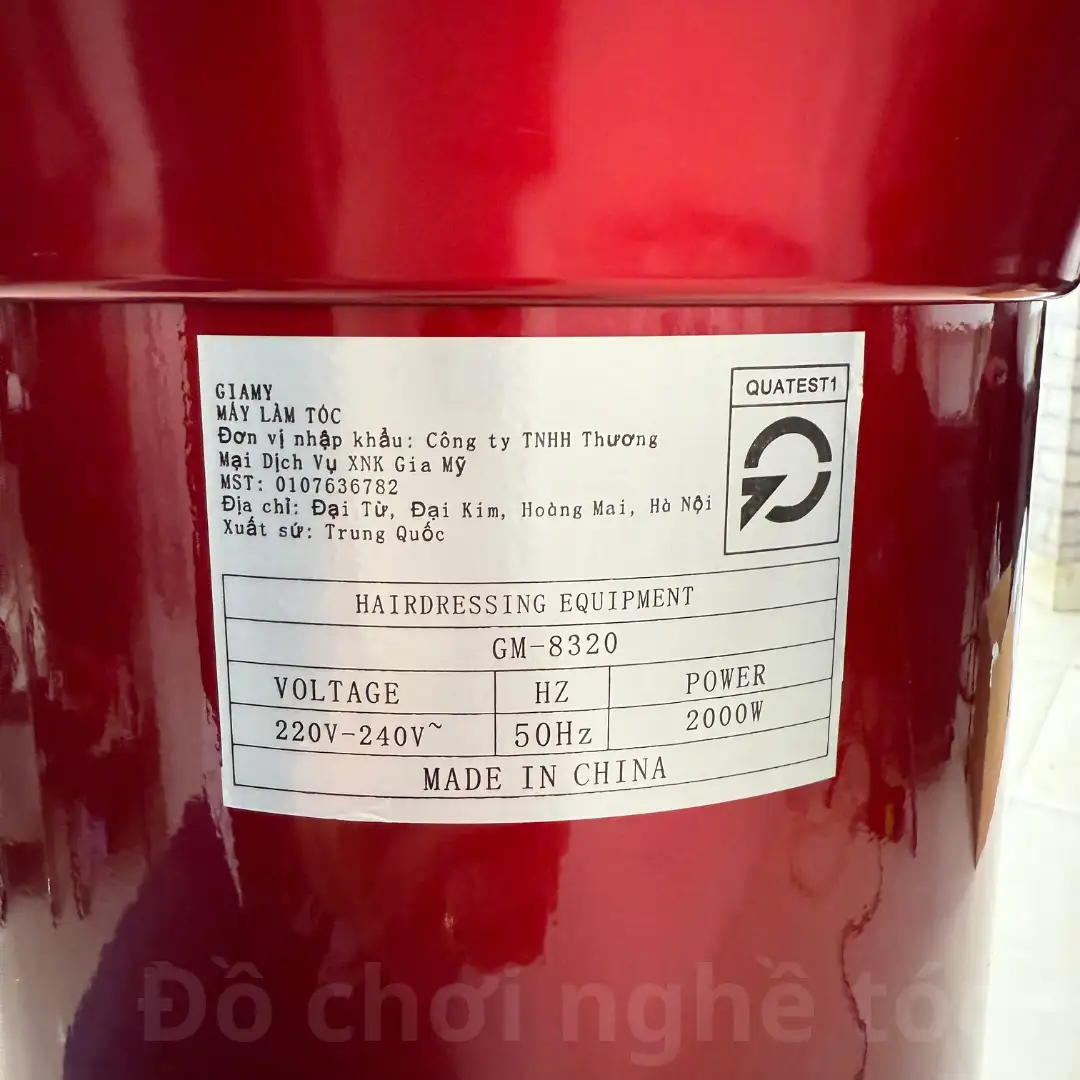 GIAMY
MÁY LÀM TÓC
Đơn vị nhập khẩu: Công ty TNHH Thương
Mại Dịch Vụ XNK Gia Mỹ
MST: 0107636782
Địa chỉ: Đại Từ, Đại Kim, Hoàng Mai, Hà Nội
Xuất sứ: Trung Quốc
QUATEST1
HAIRDRESSING EQUIPMENT
GM-8320
VOLTAGE HZ POWER
220V-240V~ 50Hz 2000W
MADE IN CHINA
Đồ chơi nghề tóc